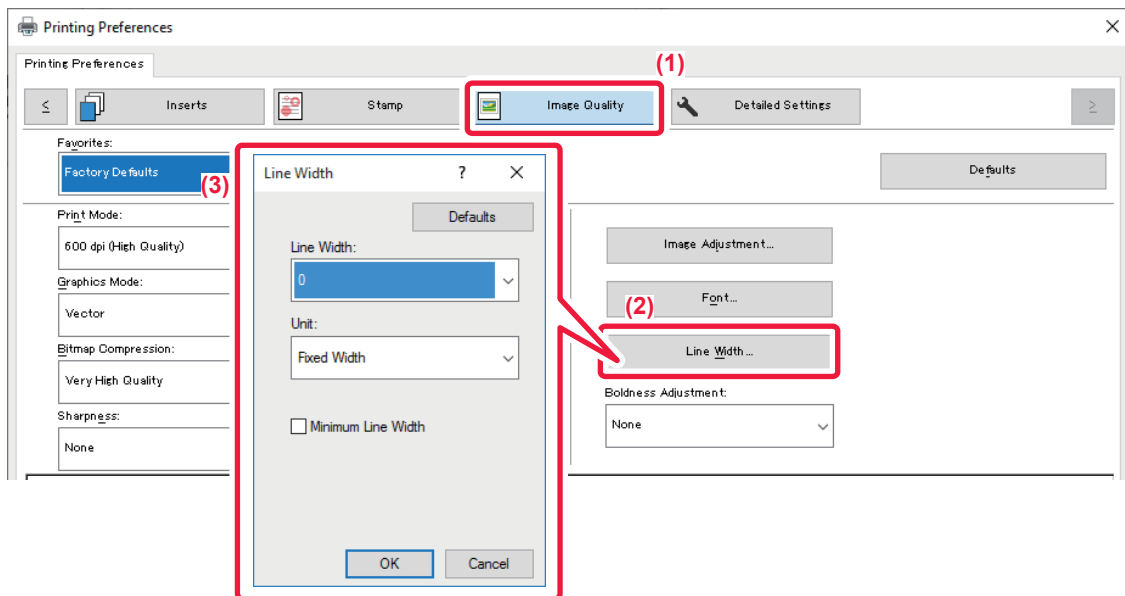 Printing Preferences
Printing Preferences
(1)
≤ Inserts Stamp Image Quality Detailed Settings ≥
Favorites:
Factory Defaults
Defaults
(3)
Line Width ? ×
Defaults
Line Width:
0
Unit:
Fixed Width
Minimum Line Width
OK Cancel
Print Mode:
600 dpi (High Quality)
Graphics Mode:
Vector
Bitmap Compression:
Very High Quality
Sharpness:
None
Image Adjustment...
Font...
(2)
Line Width...
Boldness Adjustment:
None